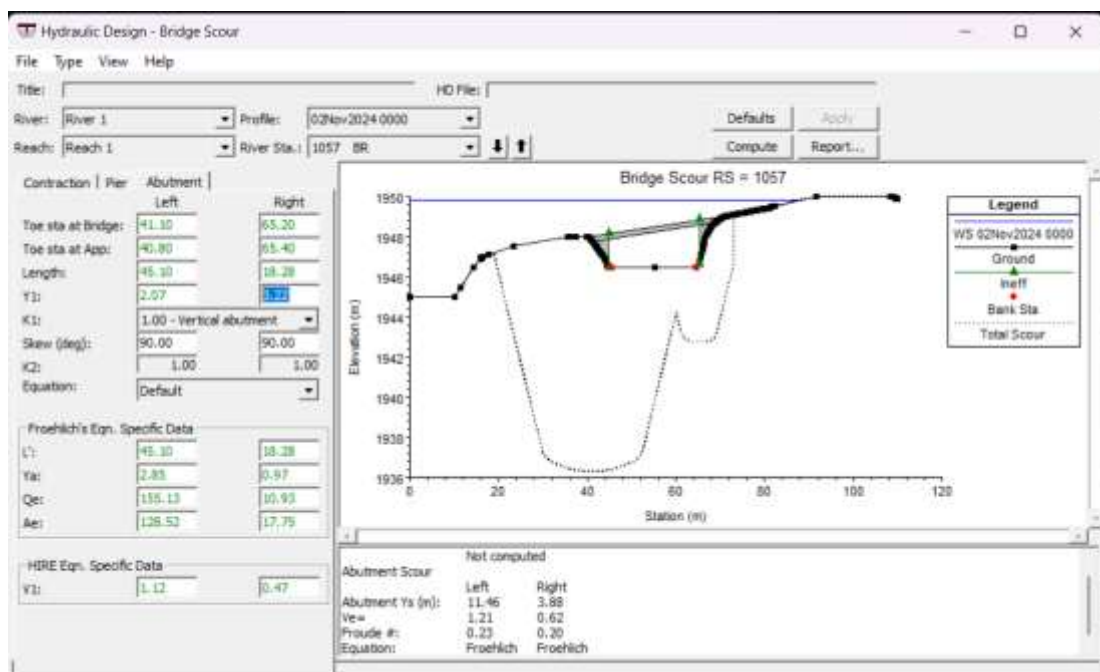 Hydraulic Design - Bridge Scour
File Type View Help
Title: HD File:
River: River 1 Profile: 02Nov2024 0000 Defaults Apply
Reach: Reach 1 River Sta.: 1057 BR Compute Report...
Contraction Pier Abutment
Left Right
Toe sta at Bridge: 41.10 65.20
Toe sta at App: 40.80 65.40
Length: 45.10 18.28
Y1: 2.07 1.22
K1: 1.00 - Vertical abutment
Skew (deg): 90.00 90.00
K2: 1.00 1.00
Equation: Default
Froehlich's Eqn. Specific Data
L': 45.10 18.28
Ya: 2.85 0.97
Qe: 155.13 10.93
Ae: 128.52 17.75
HIRE Eqn. Specific Data
Y1: 1.12 0.47
Bridge Scour RS = 1057
Elevation (m)
1950
1948
1946
1944
1942
1940
1938
1936
0 20 40 60 80 100 120
Station (m)
Legend
WS 02Nov2024 0000
Ground
Ineff
Bank Sta
Total Scour
Not computed
Abutment Scour
Left Right
Abutment Ys (m): 11.46 3.88
Ve= 1.21 0.62
Froude #: 0.23 0.20
Equation: Froehlich Froehlich